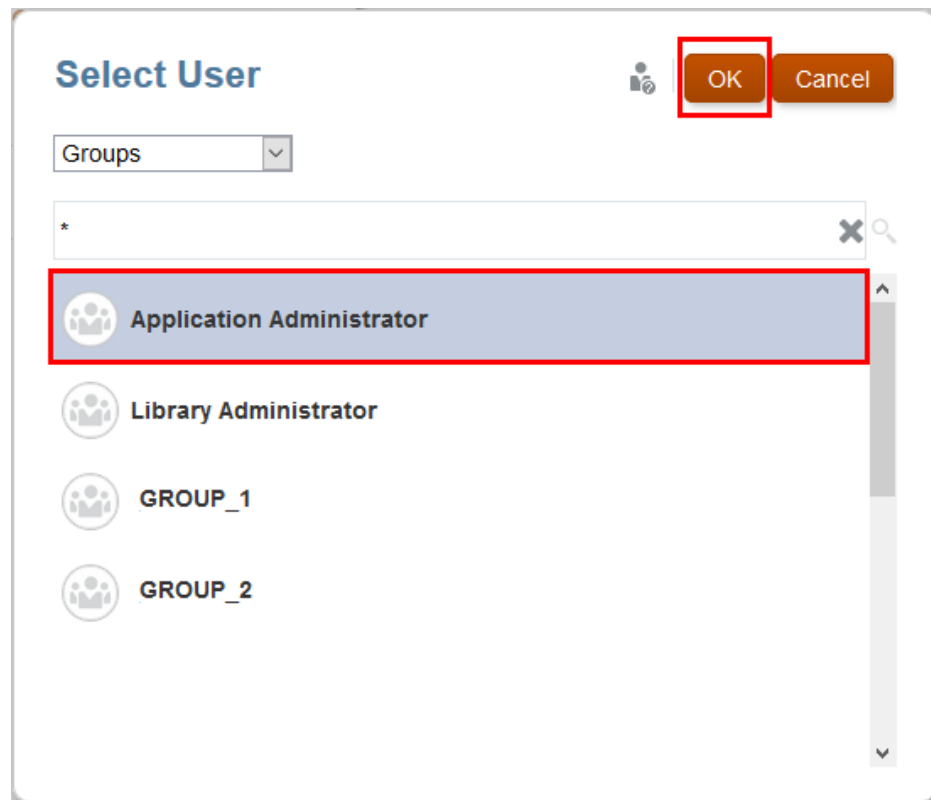 Select User
OK
Cancel
Groups
*
Application Administrator
Library Administrator
GROUP_1
GROUP_2